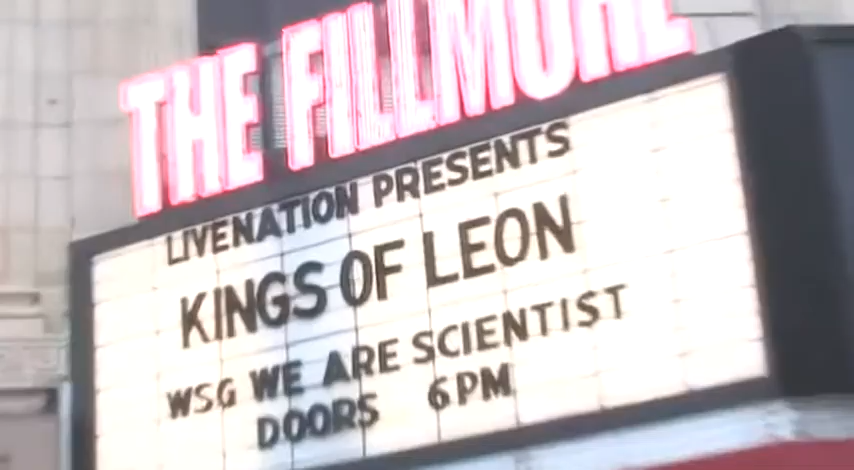 THE FILLMORE
LIVENATION PRESENTS
KINGS OF LEON
WSG WE ARE SCIENTIST
DOORS 6PM